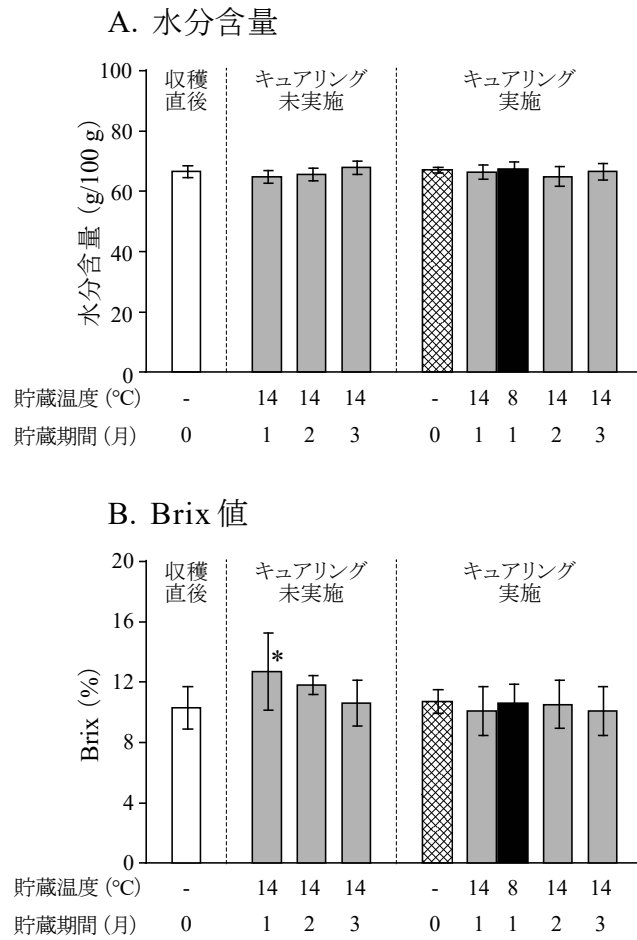 A. 水分含量
収穫
直後
キュアリング
未実施
キュアリング
実施
100
80
60
40
20
0
水分含量 (g/100 g)
貯蔵温度 (℃) - 14 14 14 - 14 8 14 14
貯蔵期間 (月) 0 1 2 3 0 1 1 2 3
B. Brix 値
収穫
直後
キュアリング
未実施
キュアリング
実施
20
16
12
8
4
0
Brix (%)
*
貯蔵温度 (℃) - 14 14 14 - 14 8 14 14
貯蔵期間 (月) 0 1 2 3 0 1 1 2 3